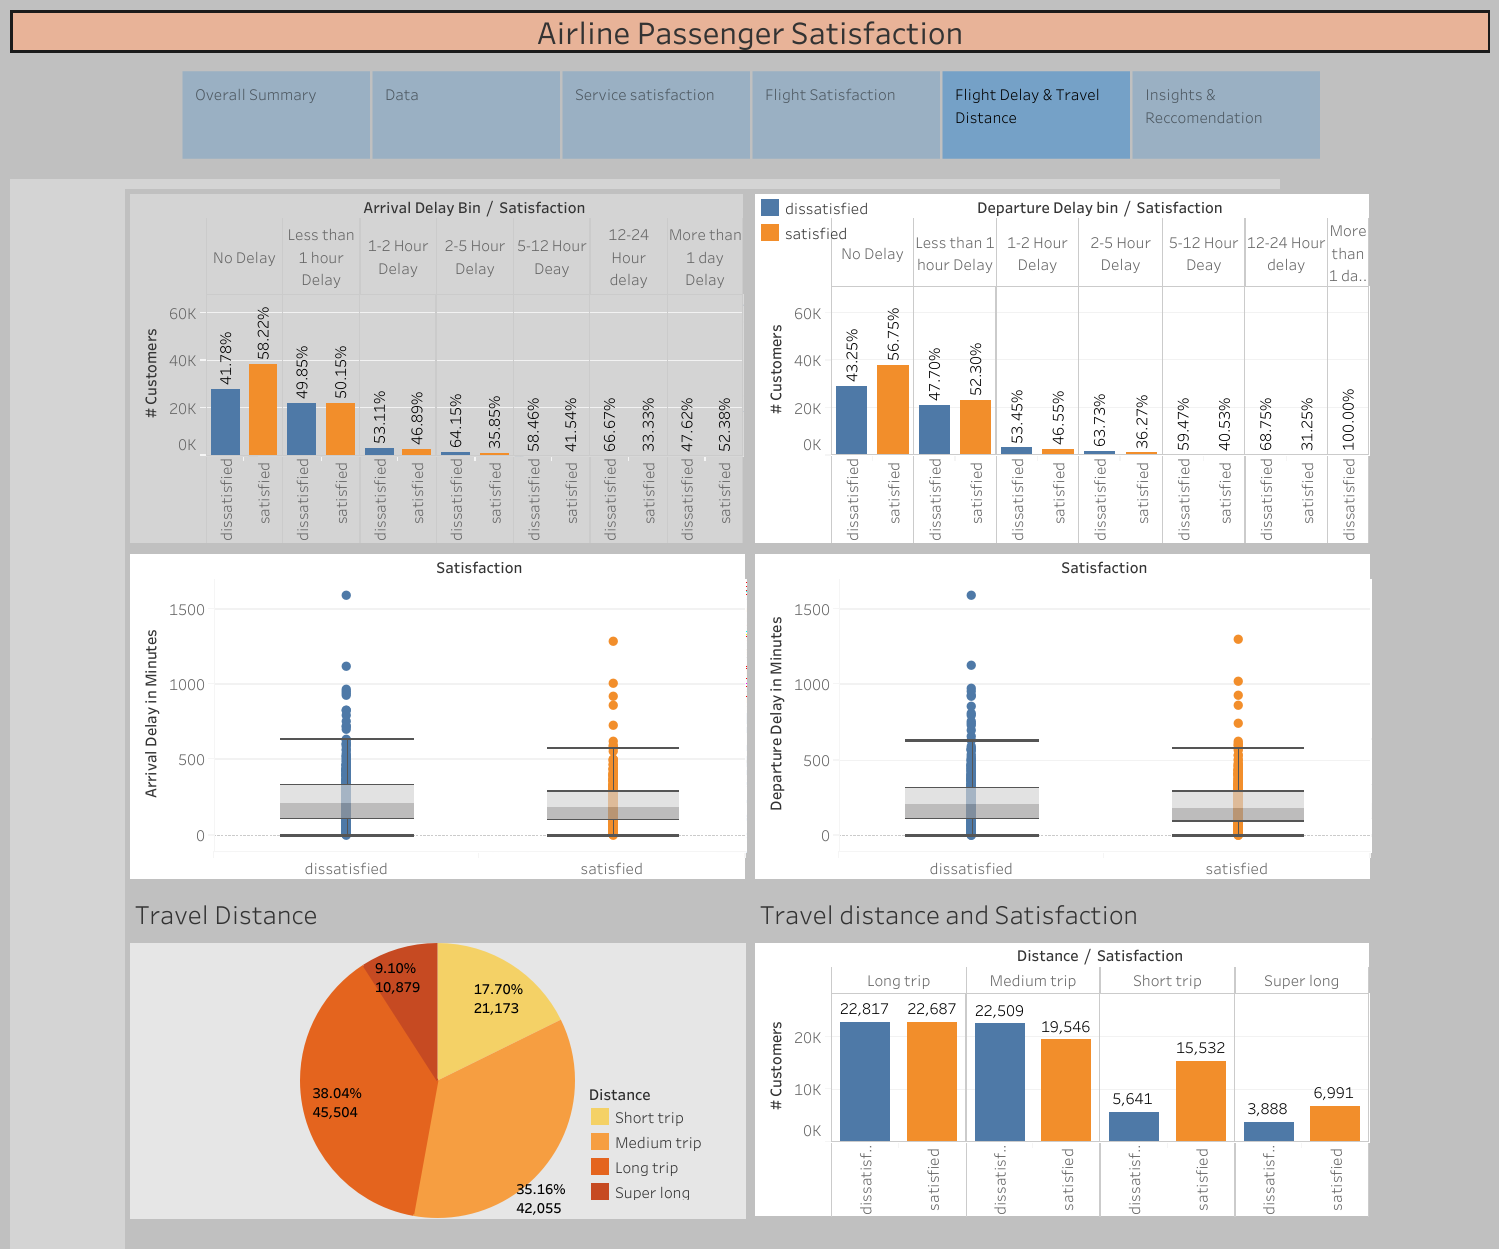 Airline Passenger Satisfaction
Overall Summary
Data
Service satisfaction
Flight Satisfaction
Flight Delay & Travel
Distance
Insights &
Reccomendation
Arrival Delay Bin / Satisfaction
No Delay
Less than
1 hour
Delay
1-2 Hour
Delay
2-5 Hour
Delay
5-12 Hour
Deay
12-24
Hour
delay
More than
1 day
Delay
# Customers
60K
40K
20K
0K
41.78%
58.22%
49.85%
50.15%
53.11%
46.89%
64.15%
35.85%
58.46%
41.54%
66.67%
33.33%
47.62%
52.38%
dissatisfied
satisfied
dissatisfied
satisfied
dissatisfied
satisfied
dissatisfied
satisfied
dissatisfied
satisfied
dissatisfied
satisfied
dissatisfied
satisfied
dissatisfied
satisfied
Departure Delay bin / Satisfaction
No Delay
Less than 1
hour Delay
1-2 Hour
Delay
2-5 Hour
Delay
5-12 Hour
Deay
12-24 Hour
delay
More
than
1 da..
# Customers
60K
40K
20K
0K
43.25%
56.75%
47.70%
52.30%
53.45%
46.55%
63.73%
36.27%
59.47%
40.53%
68.75%
31.25%
100.00%
dissatisfied
satisfied
dissatisfied
satisfied
dissatisfied
satisfied
dissatisfied
satisfied
dissatisfied
satisfied
dissatisfied
satisfied
dissatisfied
Satisfaction
Arrival Delay in Minutes
1500
1000
500
0
dissatisfied
satisfied
Satisfaction
Departure Delay in Minutes
1500
1000
500
0
dissatisfied
satisfied
Travel Distance
9.10%
10,879
17.70%
21,173
38.04%
45,504
35.16%
42,055
Distance
Short trip
Medium trip
Long trip
Super long
Travel distance and Satisfaction
Distance / Satisfaction
Long trip
Medium trip
Short trip
Super long
# Customers
20K
10K
0K
22,817
22,687
22,509
19,546
5,641
15,532
3,888
6,991
dissatisf..
satisfied
dissatisf..
satisfied
dissatisf..
satisfied
dissatisf..
satisfied